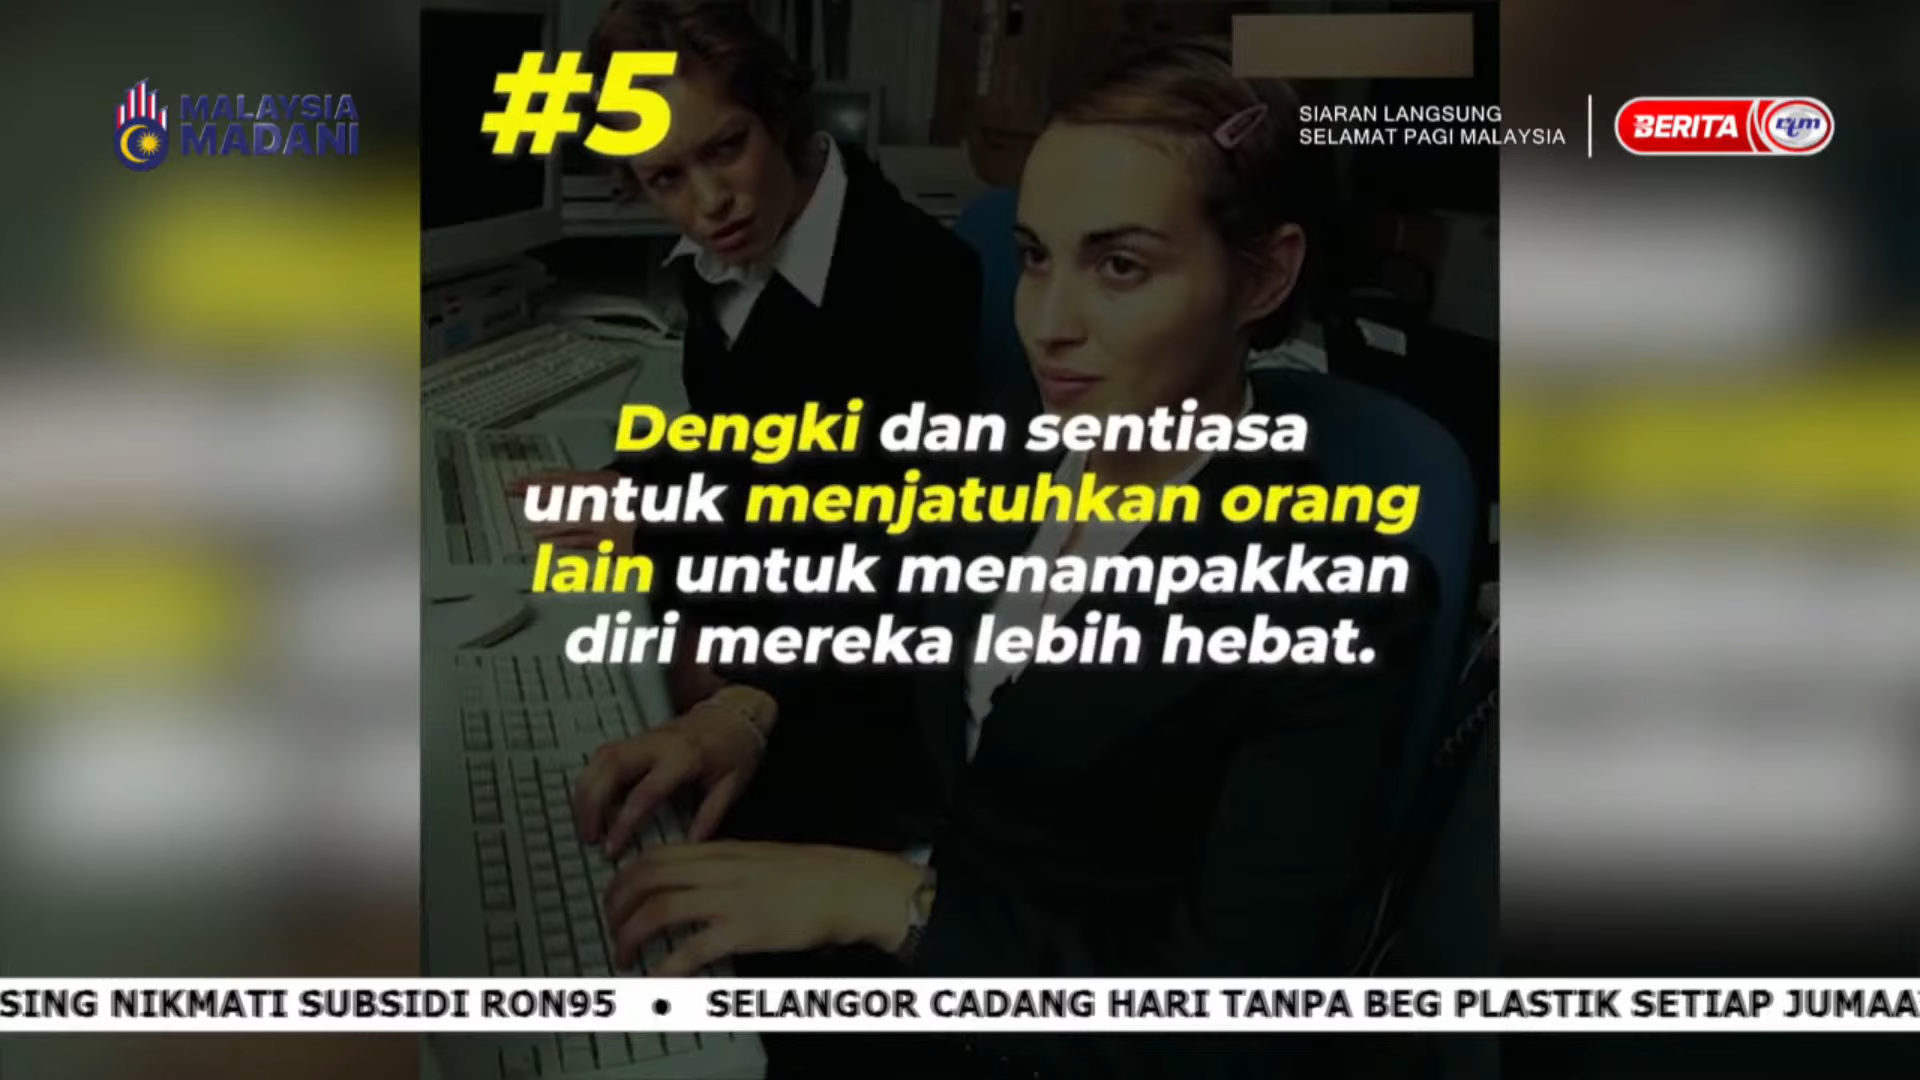 #5
MALAYSIA
MADANI
SIARAN LANGSUNG
SELAMAT PAGI MALAYSIA
BERITA rtm
Dengki dan sentiasa
untuk menjatuhkan orang
lain untuk menampakkan
diri mereka lebih hebat.
SING NIKMATI SUBSIDI RON95 • SELANGOR CADANG HARI TANPA BEG PLASTIK SETIAP JUMAA